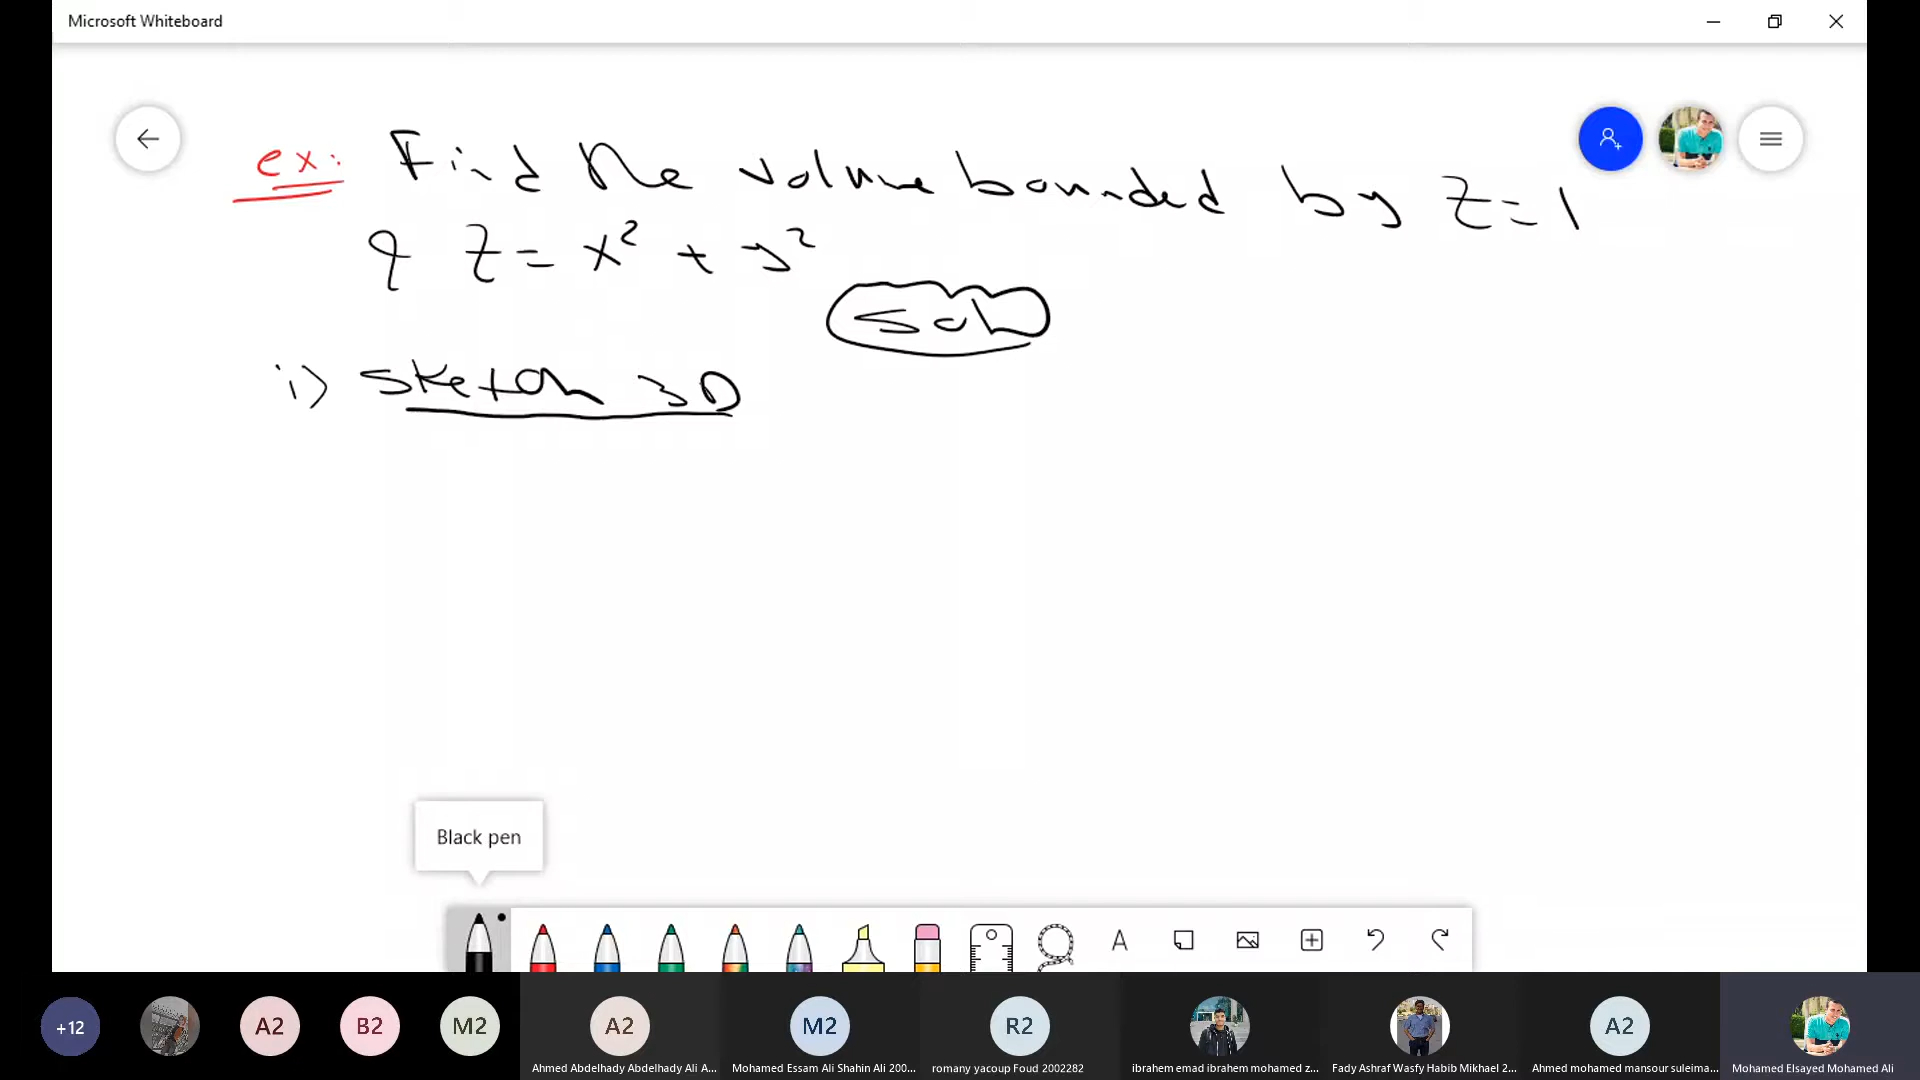 Microsoft Whiteboard
ex: Find the volume bounded by z=1
& z = x² + y²
Sol
i) Sketch 3D
Black pen
A
+12
A2
B2
M2
A2
M2
R2
A2
Ahmed Abdelhady Abdelhady Ali A...
Mohamed Essam Ali Shahin Ali 200...
romany yacoup Foud 2002282
ibrahem emad ibrahem mohamed z...
Fady Ashraf Wasfy Habib Mikhael 2...
Ahmed mohamed mansour suleima...
Mohamed Elsayed Mohamed Ali